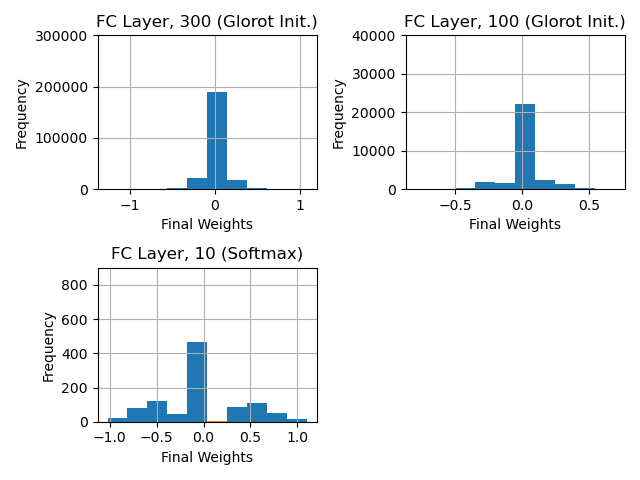 FC Layer, 300 (Glorot Init.)
300000
200000
100000
0
Frequency
−1
0
1
Final Weights
FC Layer, 100 (Glorot Init.)
40000
30000
20000
10000
0
Frequency
−0.5
0.0
0.5
Final Weights
FC Layer, 10 (Softmax)
800
600
400
200
0
Frequency
−1.0
−0.5
0.0
0.5
1.0
Final Weights